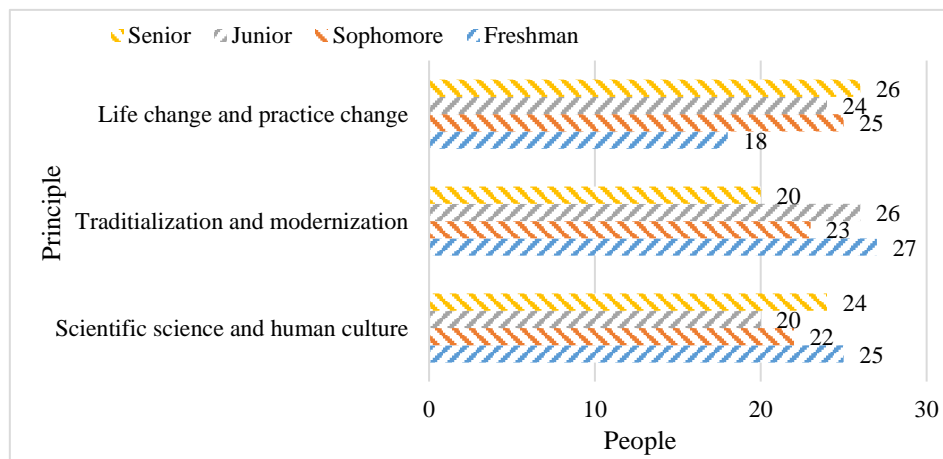 Senior Junior Sophomore Freshman
Life change and practice change
26
24
25
18
Traditialization and modernization
20
26
23
27
Scientific science and human culture
24
20
22
25
Principle
0 10 20 30
People